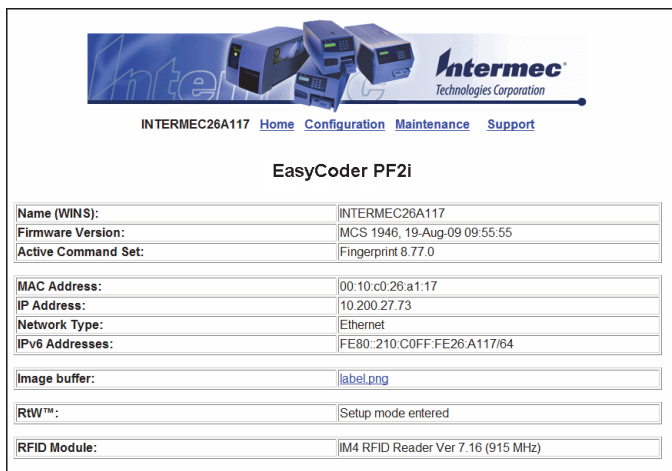 Intermec
Intermec®
Technologies Corporation
INTERMEC26A117 Home Configuration Maintenance Support
EasyCoder PF2i
Name (WINS): INTERMEC26A117
Firmware Version: MCS 1946, 19-Aug-09 09:55:55
Active Command Set: Fingerprint 8.77.0
MAC Address: 00:10:c0:26:a1:17
IP Address: 10.200.27.73
Network Type: Ethernet
IPv6 Addresses: FE80::210:C0FF:FE26:A117/64
Image buffer: label.png
RtW™: Setup mode entered
RFID Module: IM4 RFID Reader Ver 7.16 (915 MHz)